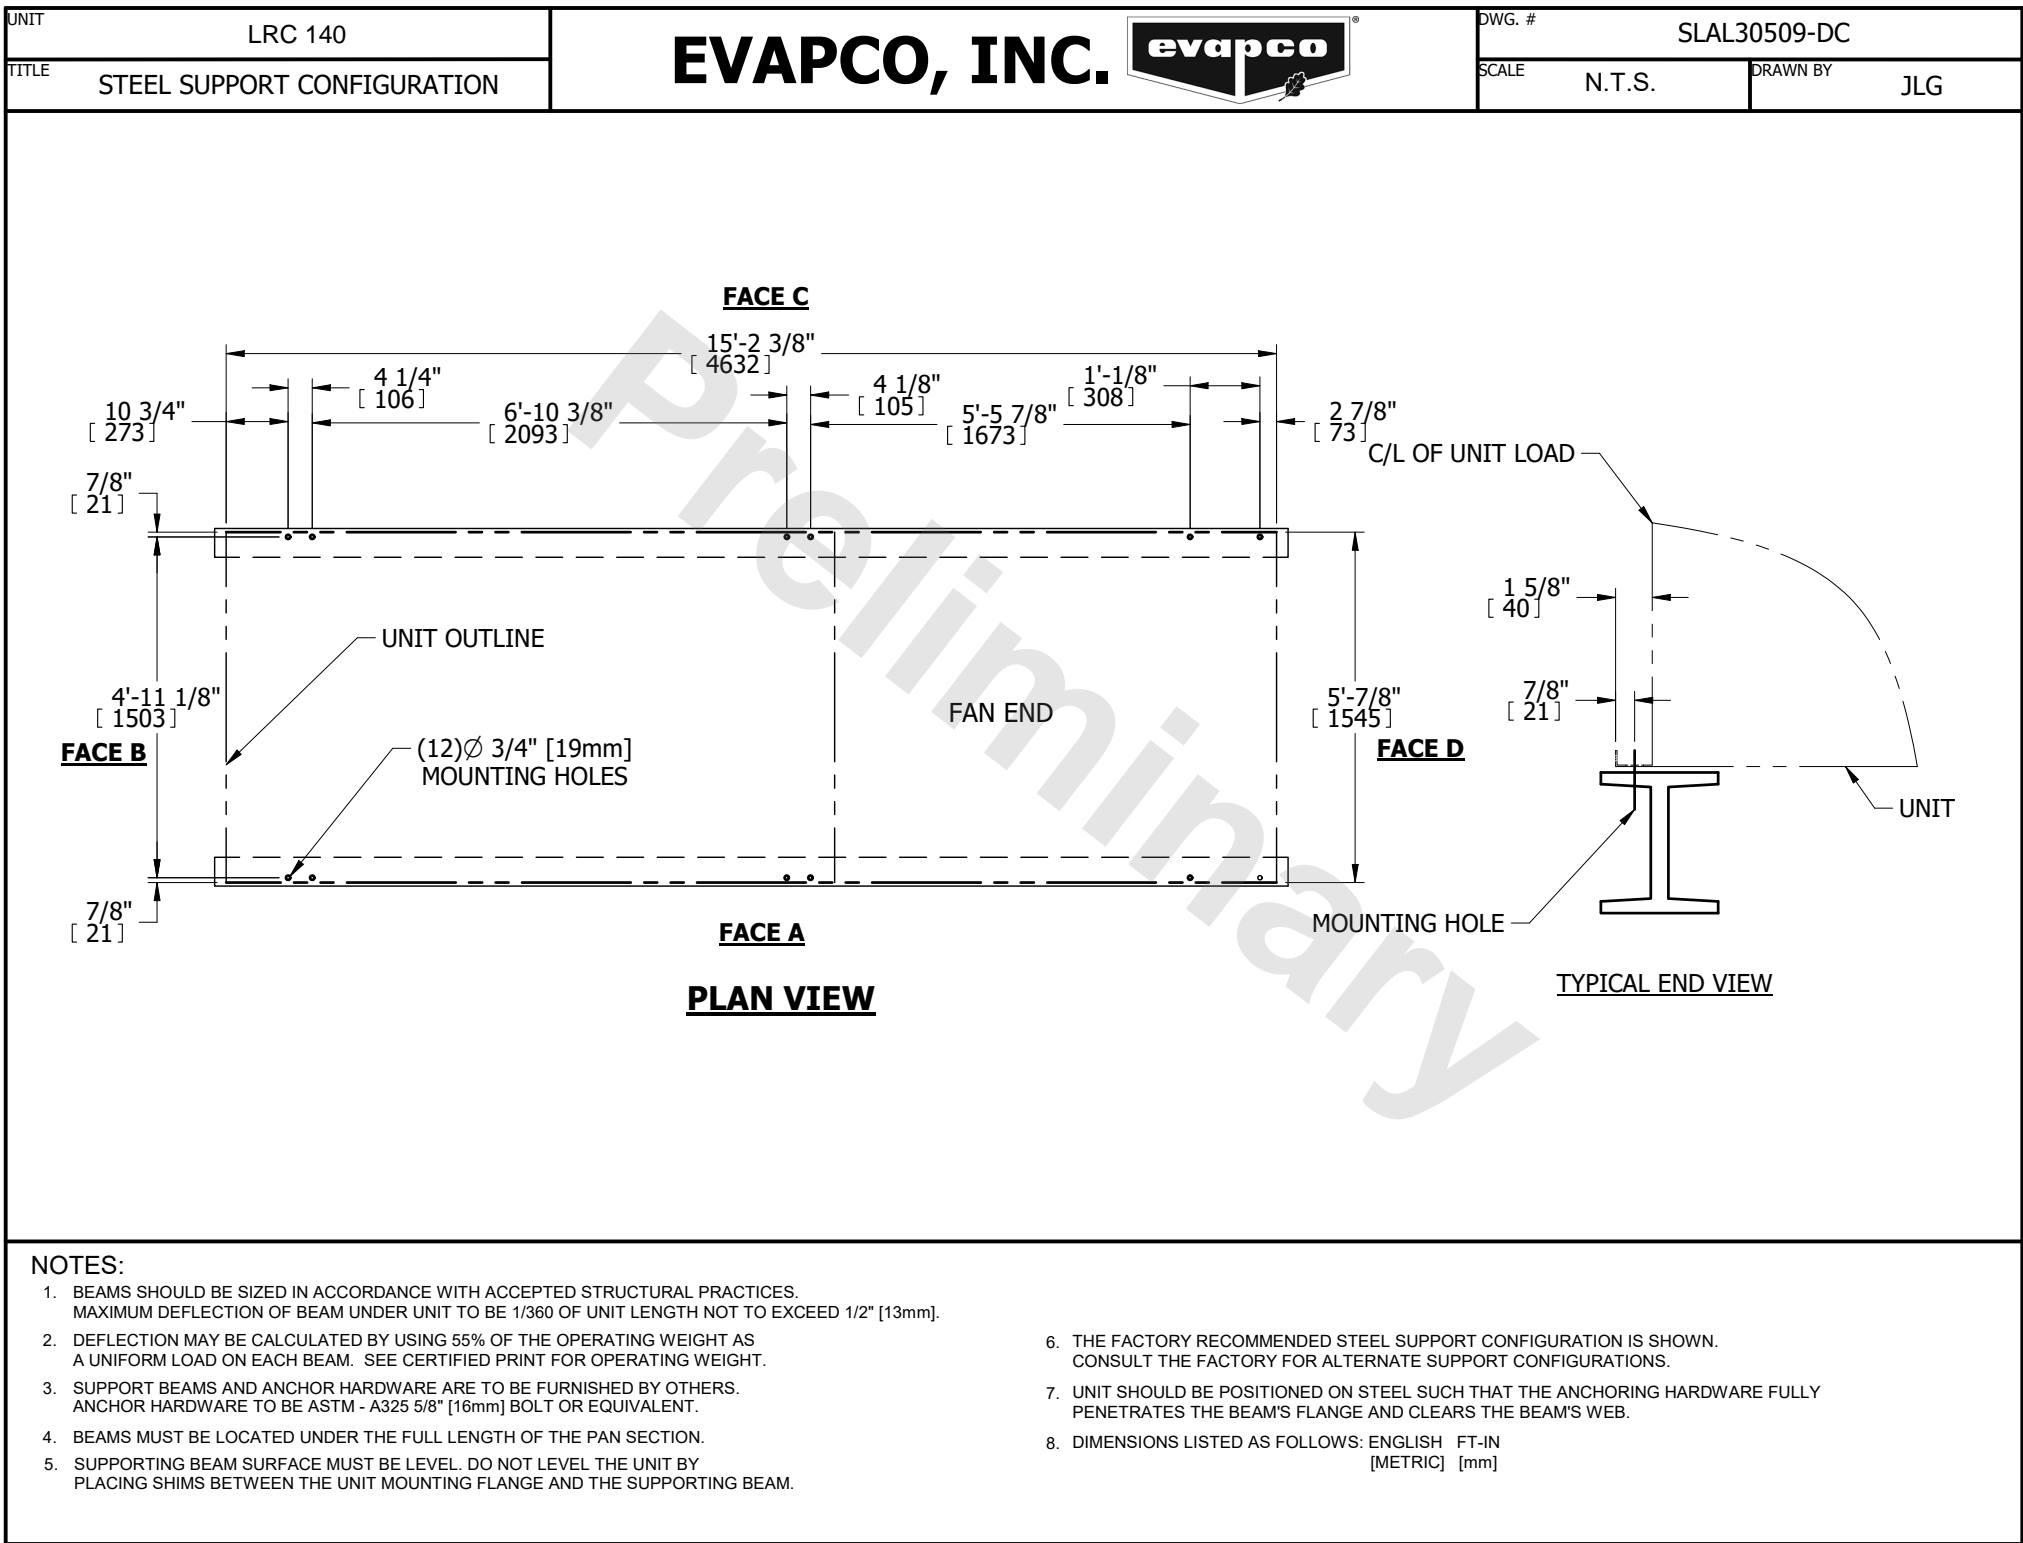 UNIT
LRC 140
TITLE
STEEL SUPPORT CONFIGURATION
EVAPCO, INC.
evapco
®
DWG. #
SLAL30509-DC
SCALE
N.T.S.
DRAWN BY
JLG
FACE C
15'-2 3/8"
[ 4632 ]
4 1/4"
[ 106 ]
4 1/8"
[ 105 ]
1'-1/8"
[ 308 ]
10 3/4"
[ 273 ]
6'-10 3/8"
[ 2093 ]
5'-5 7/8"
[ 1673 ]
2 7/8"
[ 73 ]
C/L OF UNIT LOAD
7/8"
[ 21 ]
1 5/8"
[ 40 ]
UNIT OUTLINE
4'-11 1/8"
[ 1503 ]
FAN END
5'-7/8"
[ 1545 ]
7/8"
[ 21 ]
FACE B
(12)Ø 3/4" [19mm]
MOUNTING HOLES
FACE D
UNIT
7/8"
[ 21 ]
FACE A
MOUNTING HOLE
PLAN VIEW
TYPICAL END VIEW
Preliminary
NOTES:
1. BEAMS SHOULD BE SIZED IN ACCORDANCE WITH ACCEPTED STRUCTURAL PRACTICES.
MAXIMUM DEFLECTION OF BEAM UNDER UNIT TO BE 1/360 OF UNIT LENGTH NOT TO EXCEED 1/2" [13mm].
2. DEFLECTION MAY BE CALCULATED BY USING 55% OF THE OPERATING WEIGHT AS
A UNIFORM LOAD ON EACH BEAM. SEE CERTIFIED PRINT FOR OPERATING WEIGHT.
3. SUPPORT BEAMS AND ANCHOR HARDWARE ARE TO BE FURNISHED BY OTHERS.
ANCHOR HARDWARE TO BE ASTM - A325 5/8" [16mm] BOLT OR EQUIVALENT.
4. BEAMS MUST BE LOCATED UNDER THE FULL LENGTH OF THE PAN SECTION.
5. SUPPORTING BEAM SURFACE MUST BE LEVEL. DO NOT LEVEL THE UNIT BY
PLACING SHIMS BETWEEN THE UNIT MOUNTING FLANGE AND THE SUPPORTING BEAM.
6. THE FACTORY RECOMMENDED STEEL SUPPORT CONFIGURATION IS SHOWN.
CONSULT THE FACTORY FOR ALTERNATE SUPPORT CONFIGURATIONS.
7. UNIT SHOULD BE POSITIONED ON STEEL SUCH THAT THE ANCHORING HARDWARE FULLY
PENETRATES THE BEAM'S FLANGE AND CLEARS THE BEAM'S WEB.
8. DIMENSIONS LISTED AS FOLLOWS: ENGLISH FT-IN
[METRIC] [mm]